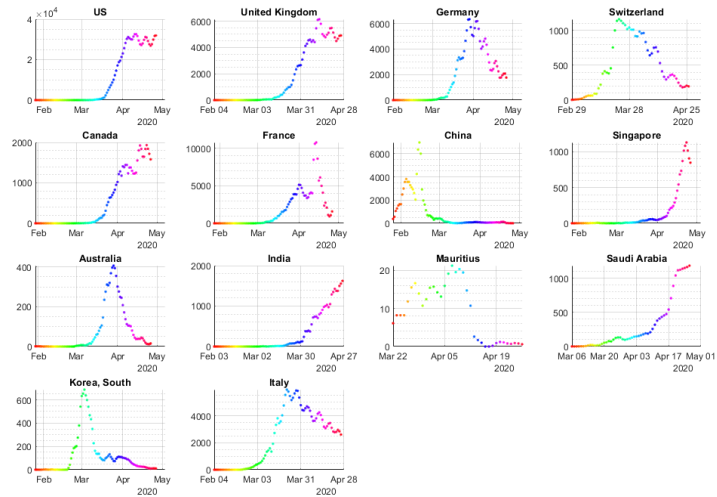 US
×10⁴
4
2
0
Feb Mar Apr May
2020
United Kingdom
6000
4000
2000
0
Feb 04 Mar 03 Mar 31 Apr 28
2020
Germany
6000
4000
2000
0
Feb Mar Apr May
2020
Switzerland
1000
500
0
Feb 29 Mar 28 Apr 25
2020
Canada
2000
1000
0
Feb Mar Apr May
2020
France
10000
5000
0
Feb Mar Apr May
2020
China
6000
4000
2000
0
Feb Mar Apr May
2020
Singapore
1000
500
0
Feb Mar Apr May
2020
Australia
400
200
0
Feb Mar Apr May
2020
India
2000
1000
0
Feb 03 Mar 02 Mar 30 Apr 27
2020
Mauritius
20
10
0
Mar 22 Apr 05 Apr 19
2020
Saudi Arabia
1000
500
0
Mar 06 Mar 20 Apr 03 Apr 17 May 01
2020
Korea, South
600
400
200
0
Feb Mar Apr May
2020
Italy
4000
2000
0
Feb 04 Mar 03 Mar 31 Apr 28
2020